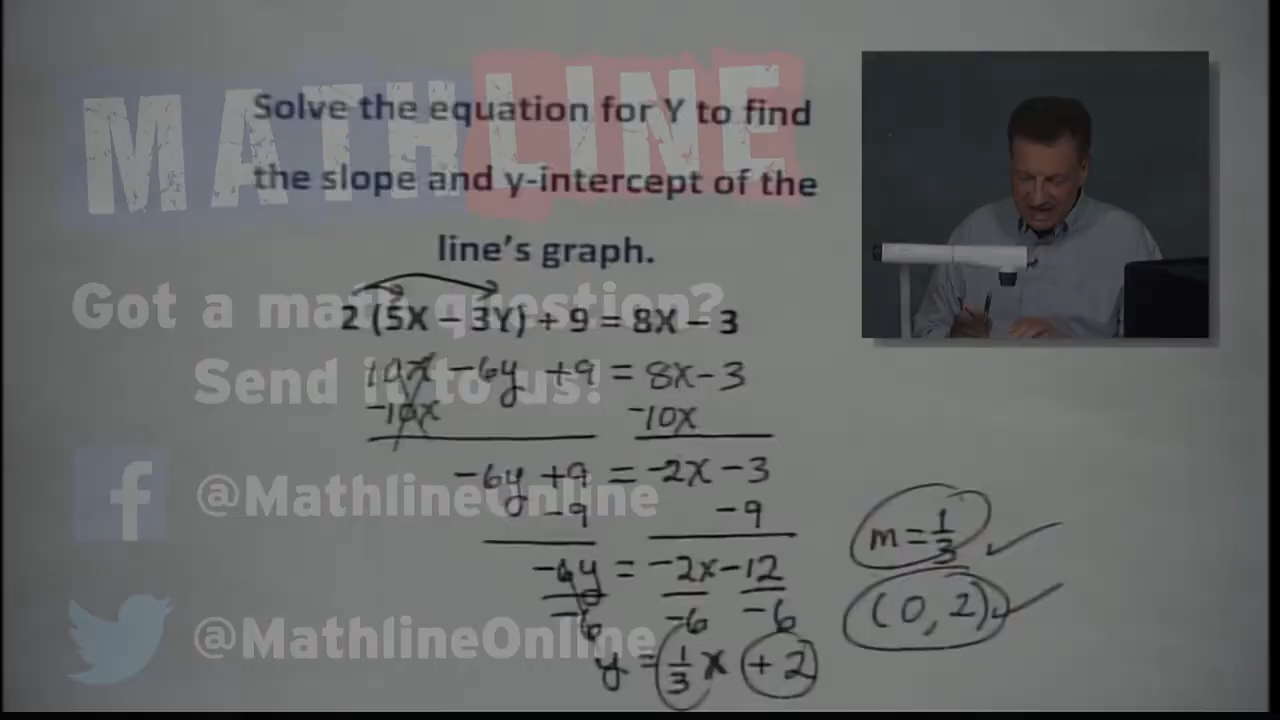 MATHLINE
Solve the equation for Y to find
the slope and y-intercept of the
line's graph.
Got a math question?
Send it to us!
2 (5X − 3Y) + 9 = 8X − 3
10x − 6y + 9 = 8x − 3
−10x −10x
−6y + 9 = −2x − 3
−9 −9
−6y = −2x − 12
−6 −6 −6
y = 1/3 x + 2
m = 1/3
(0, 2)
f @MathlineOnline
@MathlineOnline